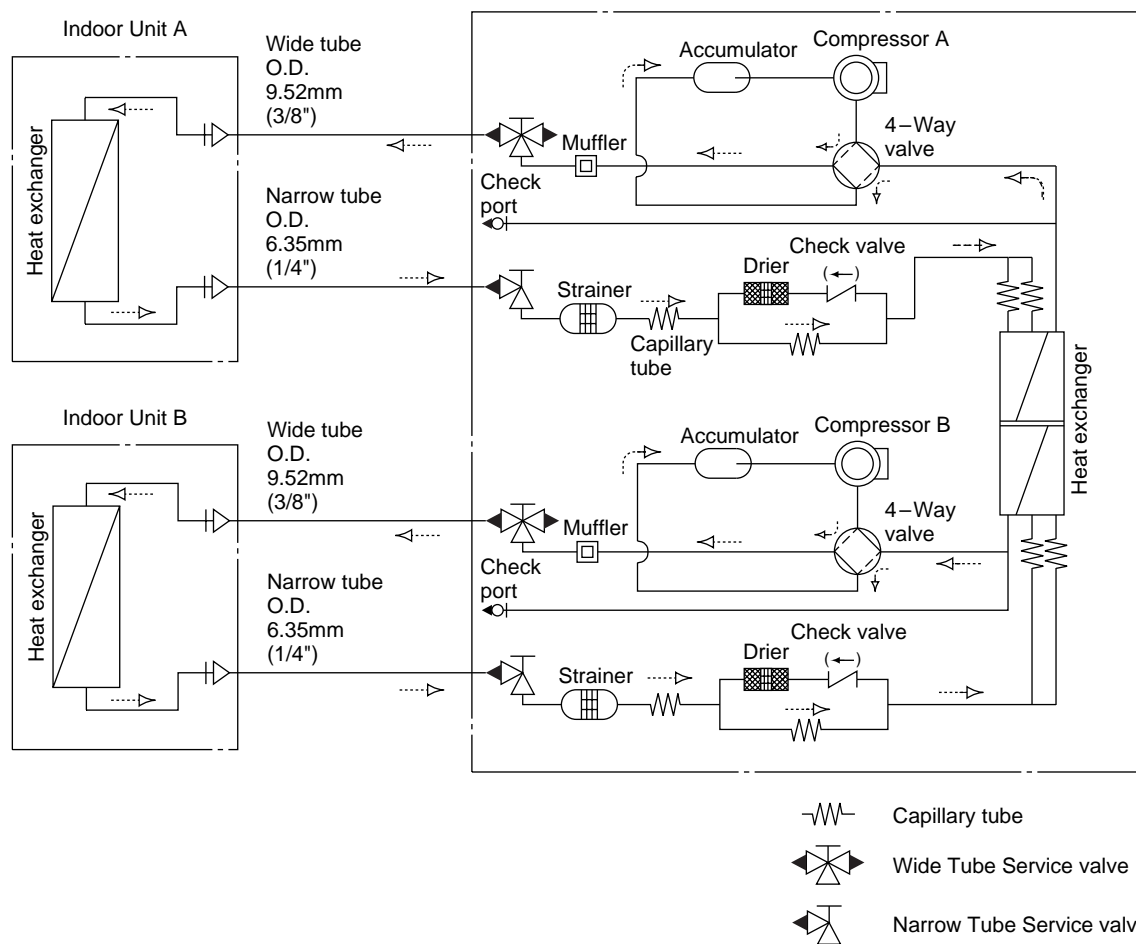 Indoor Unit A
Heat exchanger
Wide tube
O.D.
9.52mm
(3/8")
Narrow tube
O.D.
6.35mm
(1/4")
Accumulator
Compressor A
4–Way
valve
Muffler
Check
port
Check valve
Drier
Strainer
Capillary
tube
Heat exchanger
Indoor Unit B
Heat exchanger
Wide tube
O.D.
9.52mm
(3/8")
Narrow tube
O.D.
6.35mm
(1/4")
Accumulator
Compressor B
4–Way
valve
Muffler
Check
port
Check valve
Drier
Strainer
Capillary tube
Wide Tube Service valve
Narrow Tube Service valv